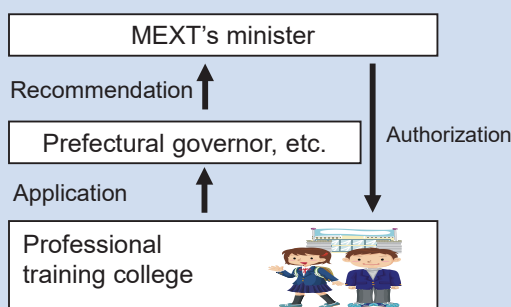 MEXT's minister
Recommendation
Prefectural governor, etc.
Authorization
Application
Professional
training college